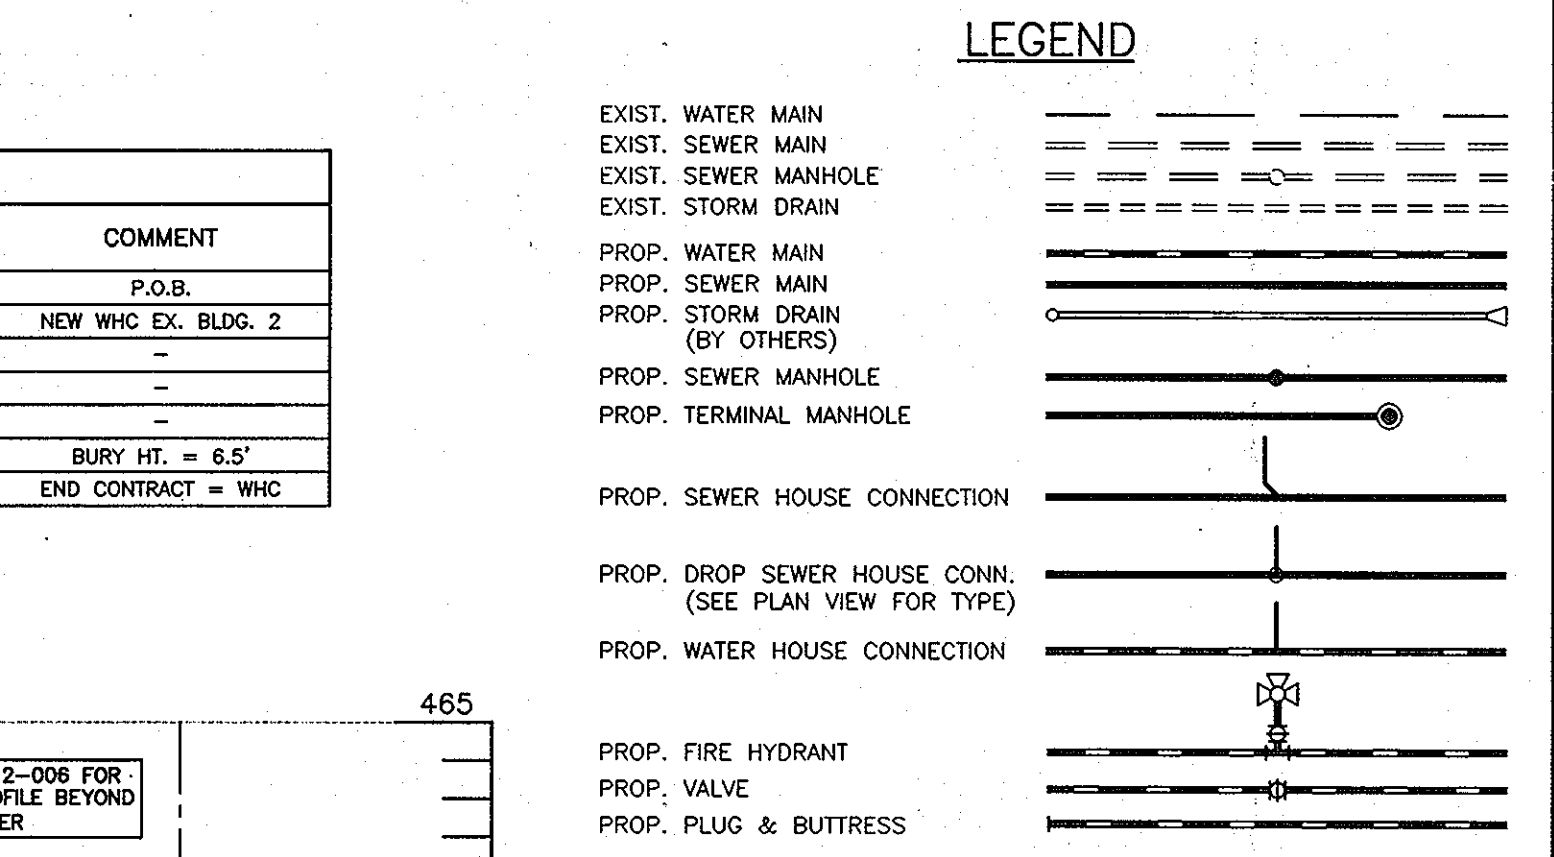 LEGEND
EXIST. WATER MAIN
EXIST. SEWER MAIN
EXIST. SEWER MANHOLE
EXIST. STORM DRAIN
PROP. WATER MAIN
PROP. SEWER MAIN
PROP. STORM DRAIN
(BY OTHERS)
PROP. SEWER MANHOLE
PROP. TERMINAL MANHOLE
PROP. SEWER HOUSE CONNECTION
PROP. DROP SEWER HOUSE CONN.
(SEE PLAN VIEW FOR TYPE)
PROP. WATER HOUSE CONNECTION
PROP. FIRE HYDRANT
PROP. VALVE
PROP. PLUG & BUTTRESS
COMMENT
P.O.B.
NEW WHC EX. BLDG. 2
-
-
-
BURY HT. = 6.5'
END CONTRACT = WHC
465
2-006 FOR
OFILE BEYOND
ER